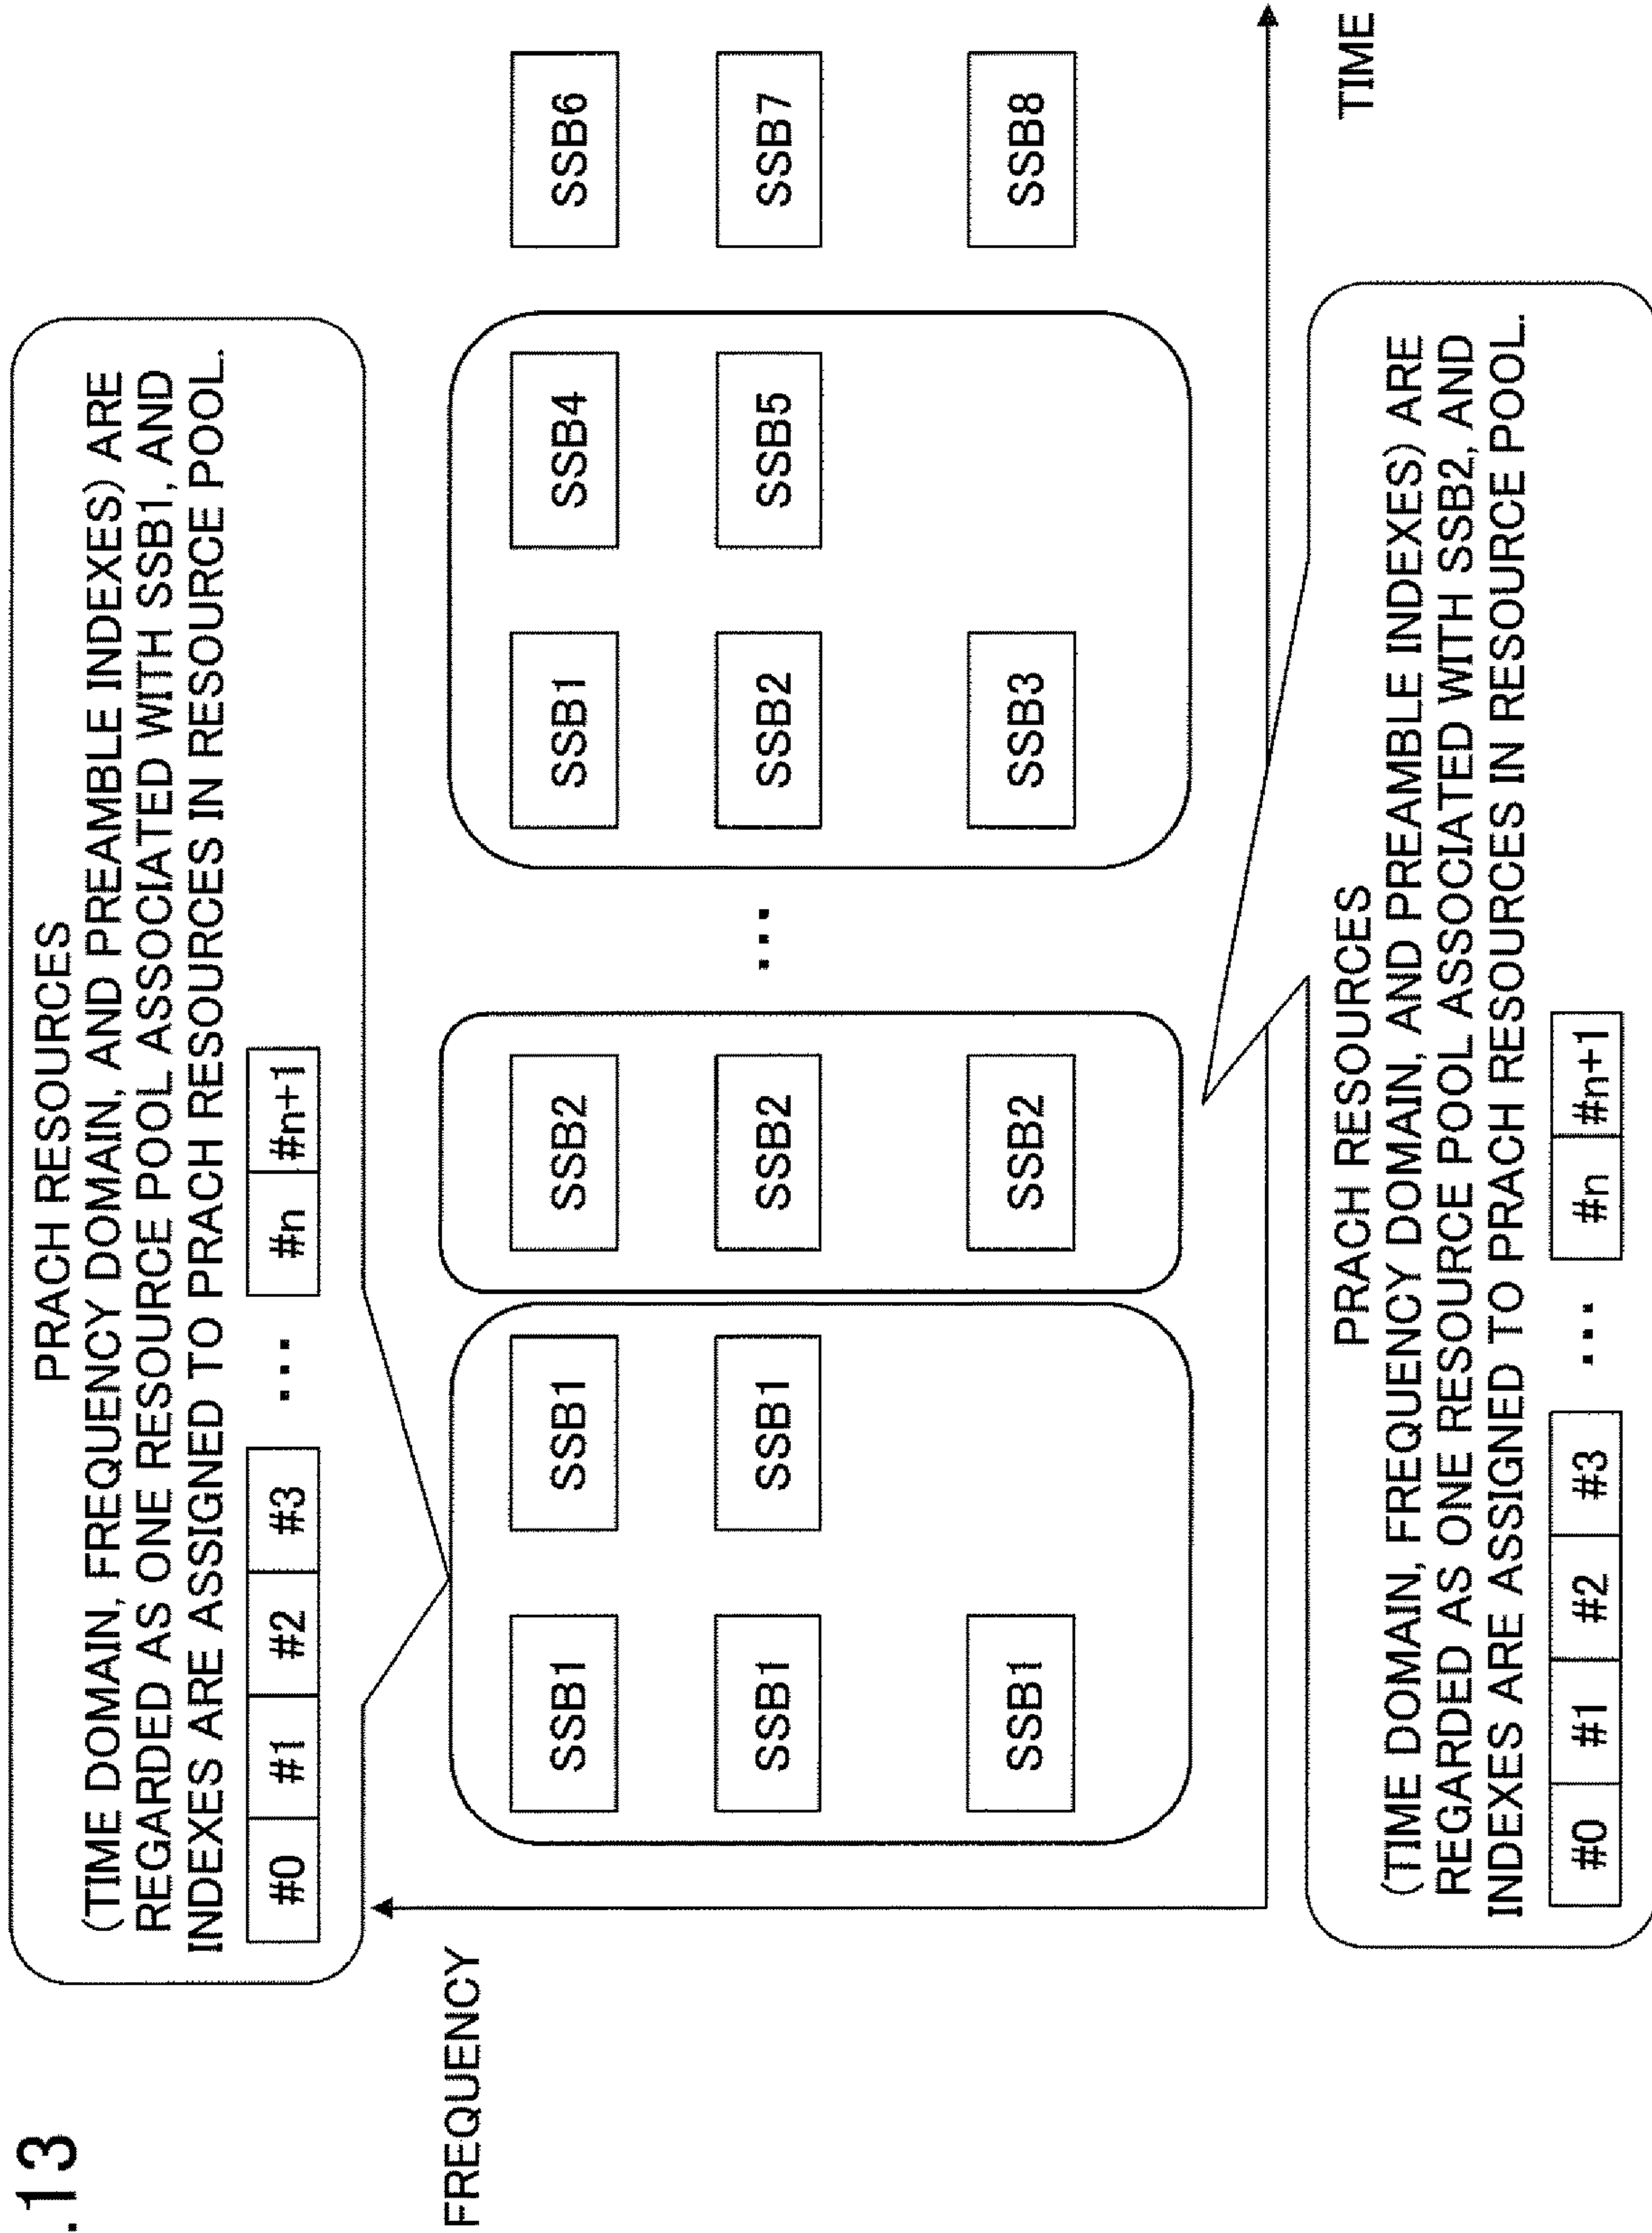 .13
PRACH RESOURCES
(TIME DOMAIN, FREQUENCY DOMAIN, AND PREAMBLE INDEXES) ARE
REGARDED AS ONE RESOURCE POOL ASSOCIATED WITH SSB1, AND
INDEXES ARE ASSIGNED TO PRACH RESOURCES IN RESOURCE POOL.
#0 #1 #2 #3 ... #n #n+1
FREQUENCY
SSB1 SSB1 SSB2 SSB1 SSB4 SSB6
SSB1 SSB1 SSB2 ... SSB2 SSB5 SSB7
SSB1 SSB2 SSB3 SSB8
TIME
PRACH RESOURCES
(TIME DOMAIN, FREQUENCY DOMAIN, AND PREAMBLE INDEXES) ARE
REGARDED AS ONE RESOURCE POOL ASSOCIATED WITH SSB2, AND
INDEXES ARE ASSIGNED TO PRACH RESOURCES IN RESOURCE POOL.
#0 #1 #2 #3 ... #n #n+1